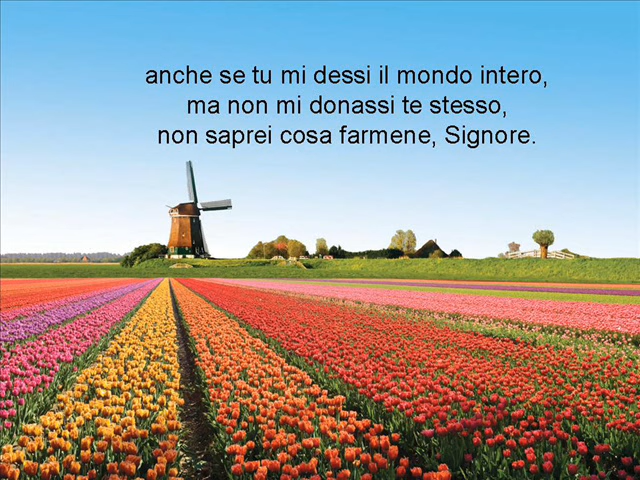 anche se tu mi dessi il mondo intero,
ma non mi donassi te stesso,
non saprei cosa farmene, Signore.